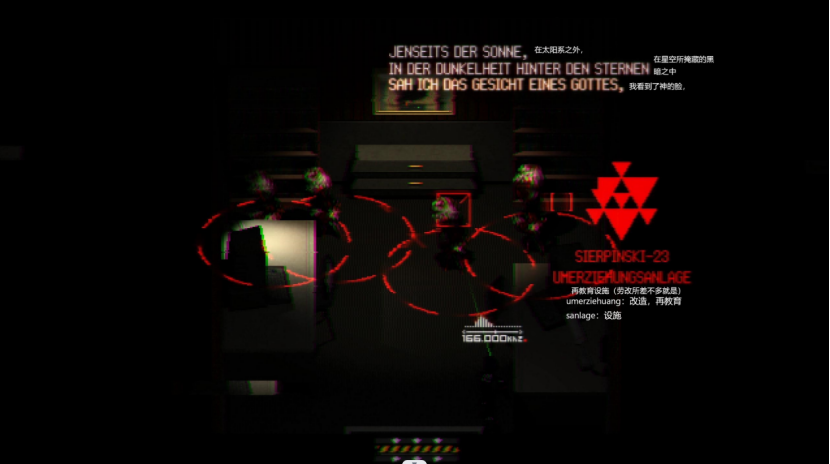 JENSEITS DER SONNE,
在太阳系之外,
IN DER DUNKELHEIT HINTER DEN STERNEN
在星空所掩藏的黑
暗之中
SAH ICH DAS GESICHT EINES GOTTES,
我看到了神的脸,
SIERPINSKI-23
UMERZIEHUNGSANLAGE
再教育设施（劳改所差不多就是）
umerziehuang：改造，再教育
sanlage：设施
166.000Khz